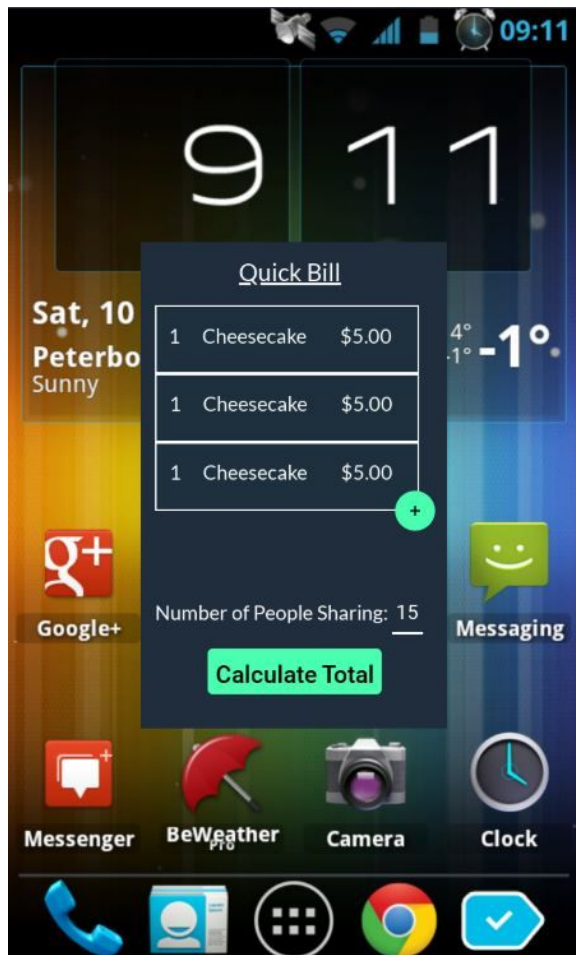 09:11
9 11
Quick Bill
Sat, 10
Peterbo
Sunny
4°
-1°
-1°
1 Cheesecake $5.00
1 Cheesecake $5.00
1 Cheesecake $5.00
+
g+
Google+
Messaging
Number of People Sharing: 15
Calculate Total
Messenger
BeWeather
Pro
Camera
Clock